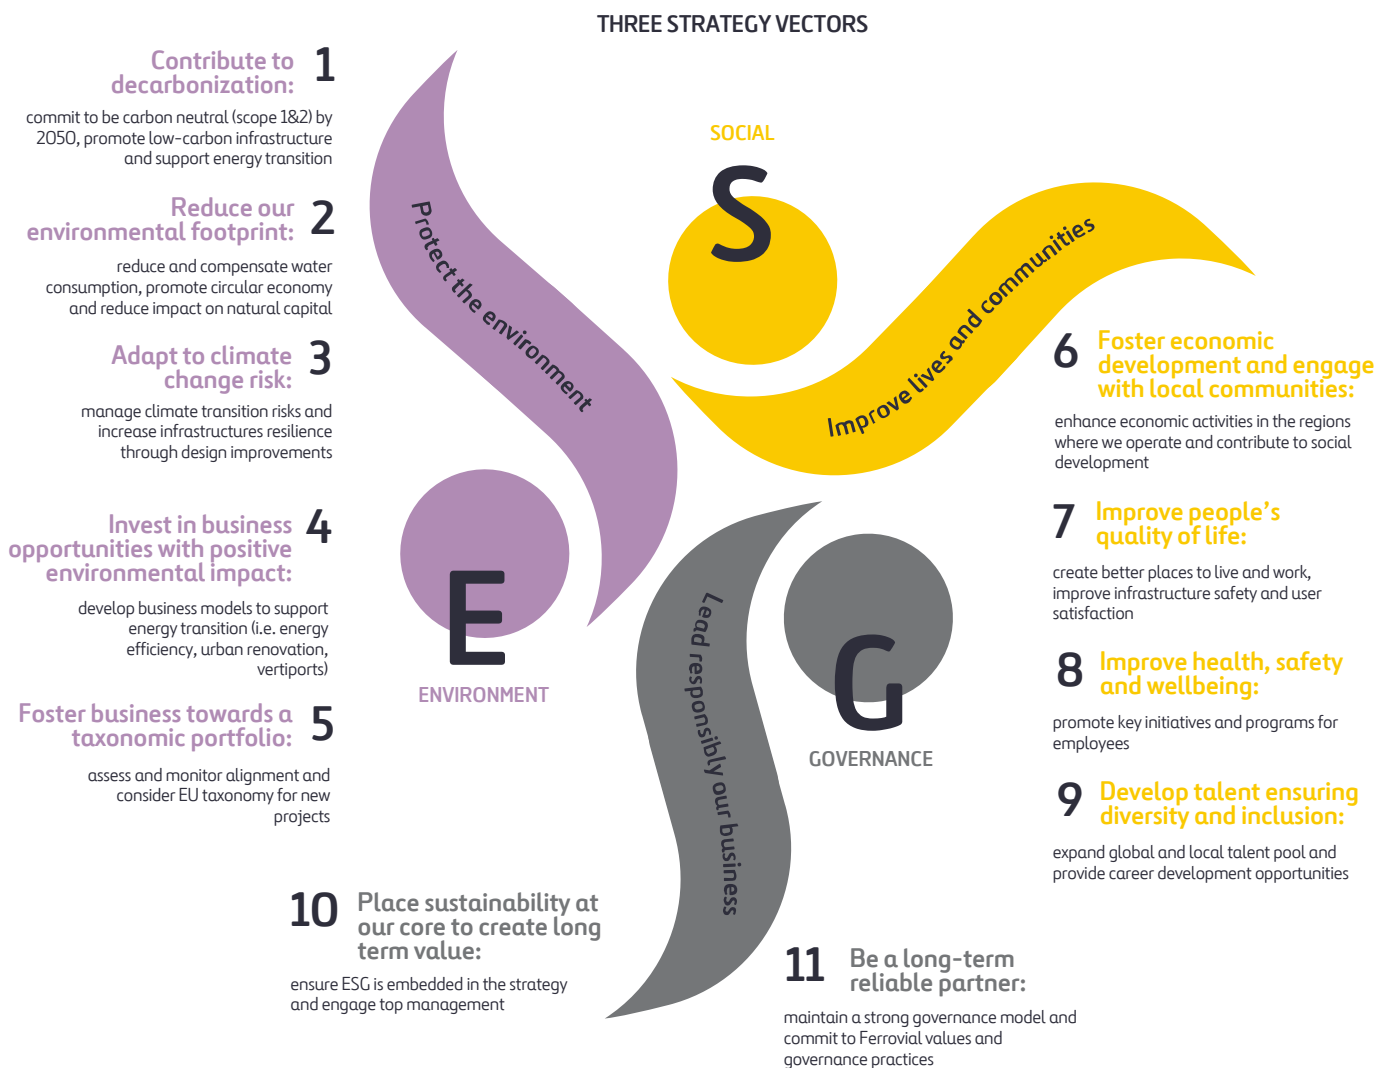 THREE STRATEGY VECTORS
1
Contribute to
decarbonization:
commit to be carbon neutral (scope 1&2) by
2050, promote low-carbon infrastructure
and support energy transition
2
Reduce our
environmental footprint:
reduce and compensate water
consumption, promote circular economy
and reduce impact on natural capital
3
Adapt to climate
change risk:
manage climate transition risks and
increase infrastructures resilience
through design improvements
4
Invest in business
opportunities with positive
environmental impact:
develop business models to support
energy transition (i.e. energy
efficiency, urban renovation,
vertiports)
5
Foster business towards a
taxonomic portfolio:
assess and monitor alignment and
consider EU taxonomy for new
projects
Protect the environment
E
ENVIRONMENT
SOCIAL
S
Improve lives and communities
6
Foster economic
development and engage
with local communities:
enhance economic activities in the regions
where we operate and contribute to social
development
7
Improve people's
quality of life:
create better places to live and work,
improve infrastructure safety and user
satisfaction
8
Improve health, safety
and wellbeing:
promote key initiatives and programs for
employees
9
Develop talent ensuring
diversity and inclusion:
expand global and local talent pool and
provide career development opportunities
Lead responsibly our business
G
GOVERNANCE
10
Place sustainability at
our core to create long
term value:
ensure ESG is embedded in the strategy
and engage top management
11
Be a long-term
reliable partner:
maintain a strong governance model and
commit to Ferrovial values and
governance practices